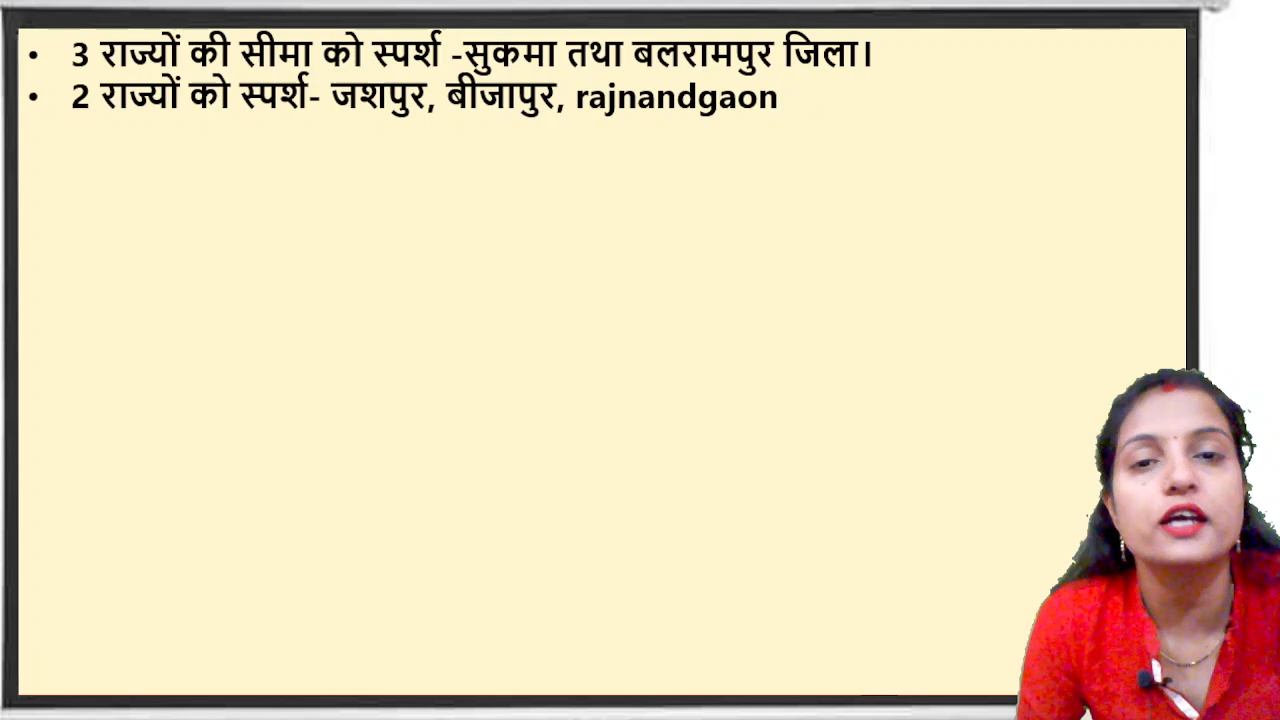 • 3 राज्यों की सीमा को स्पर्श -सुकमा तथा बलरामपुर जिला।
• 2 राज्यों को स्पर्श- जशपुर, बीजापुर, rajnandgaon